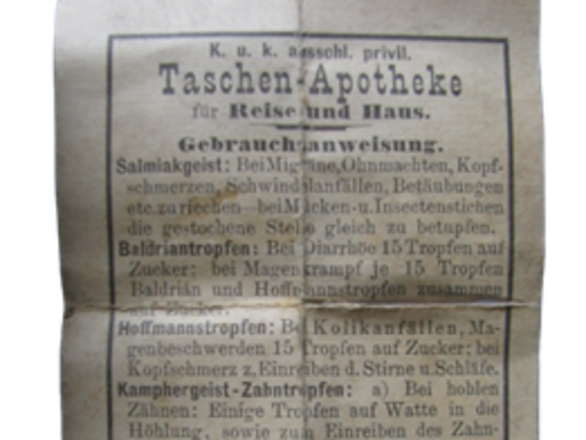 K. u. k. ausschl. privil.
Taschen-Apotheke
für Reise und Haus.
Gebrauchsanweisung.
Salmiakgeist: Bei Migräne, Ohnmachten, Kopf-
schmerzen, Schwindelanfällen, Betäubungen
etc. zu riechen bei Mücken- u. Insectenstichen
die gestochene Stelle gleich zu betupfen.
Baldriantropfen: Bei Diarrhöe 15 Tropfen auf
Zucker; bei Magenkrampf je 15 Tropfen
Baldrian und Hoffmannstropfen zusammen
auf Zucker.
Hoffmannstropfen: Bei Kolikanfällen, Ma-
genbeschwerden 15 Tropfen auf Zucker; bei
Kopfschmerz z. Einreiben d. Stirne u. Schläfe.
Kamphergeist-Zahntropfen: a) Bei hohlen
Zähnen: Einige Tropfen auf Watte in die
Höhlung, sowie zum Einreiben des Zahn-